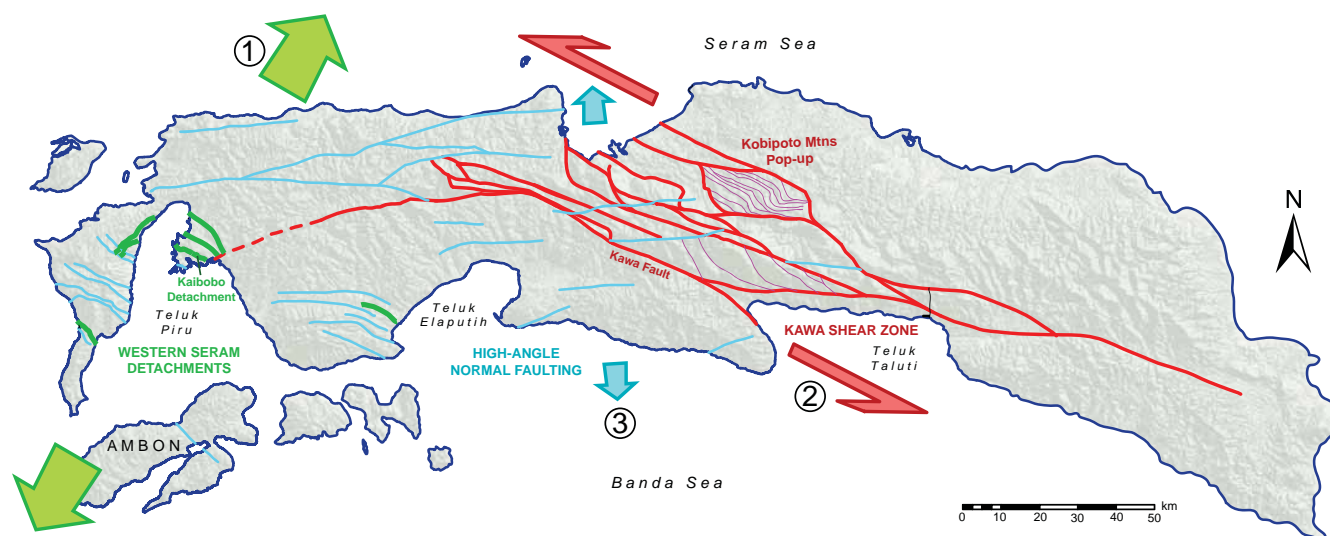 ①
Seram Sea
Kobipoto Mtns
Pop-up
N
Kawa Fault
Kaibobo
Detachment
Teluk
Piru
Teluk
Elaputih
WESTERN SERAM
DETACHMENTS
HIGH-ANGLE
NORMAL FAULTING
KAWA SHEAR ZONE
Teluk
Taluti
②
③
AMBON
Banda Sea
0 10 20 30 40 50 km